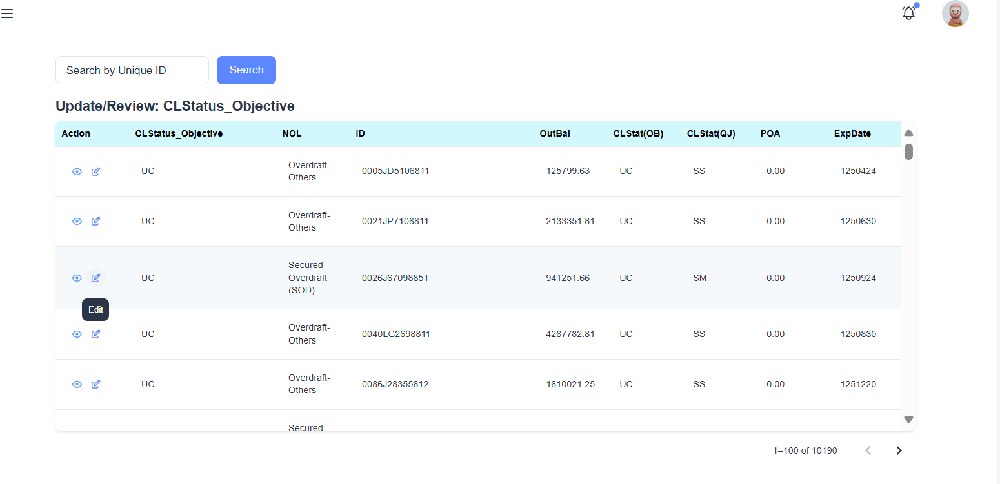 Search by Unique ID Search
Update/Review: CLStatus_Objective
Action CLStatus_Objective NOL ID OutBal CLStat(OB) CLStat(QJ) POA ExpDate
UC Overdraft-Others 0005JD5106811 125799.63 UC SS 0.00 1250424
UC Overdraft-Others 0021JP7108811 2133351.81 UC SS 0.00 1250630
UC Secured Overdraft (SOD) 0026J67098851 941251.66 UC SM 0.00 1250924
Edit
UC Overdraft-Others 0040LG2698811 4287782.81 UC SS 0.00 1250830
UC Overdraft-Others 0086J28355812 1610021.25 UC SS 0.00 1251220
Secured
1–100 of 10190